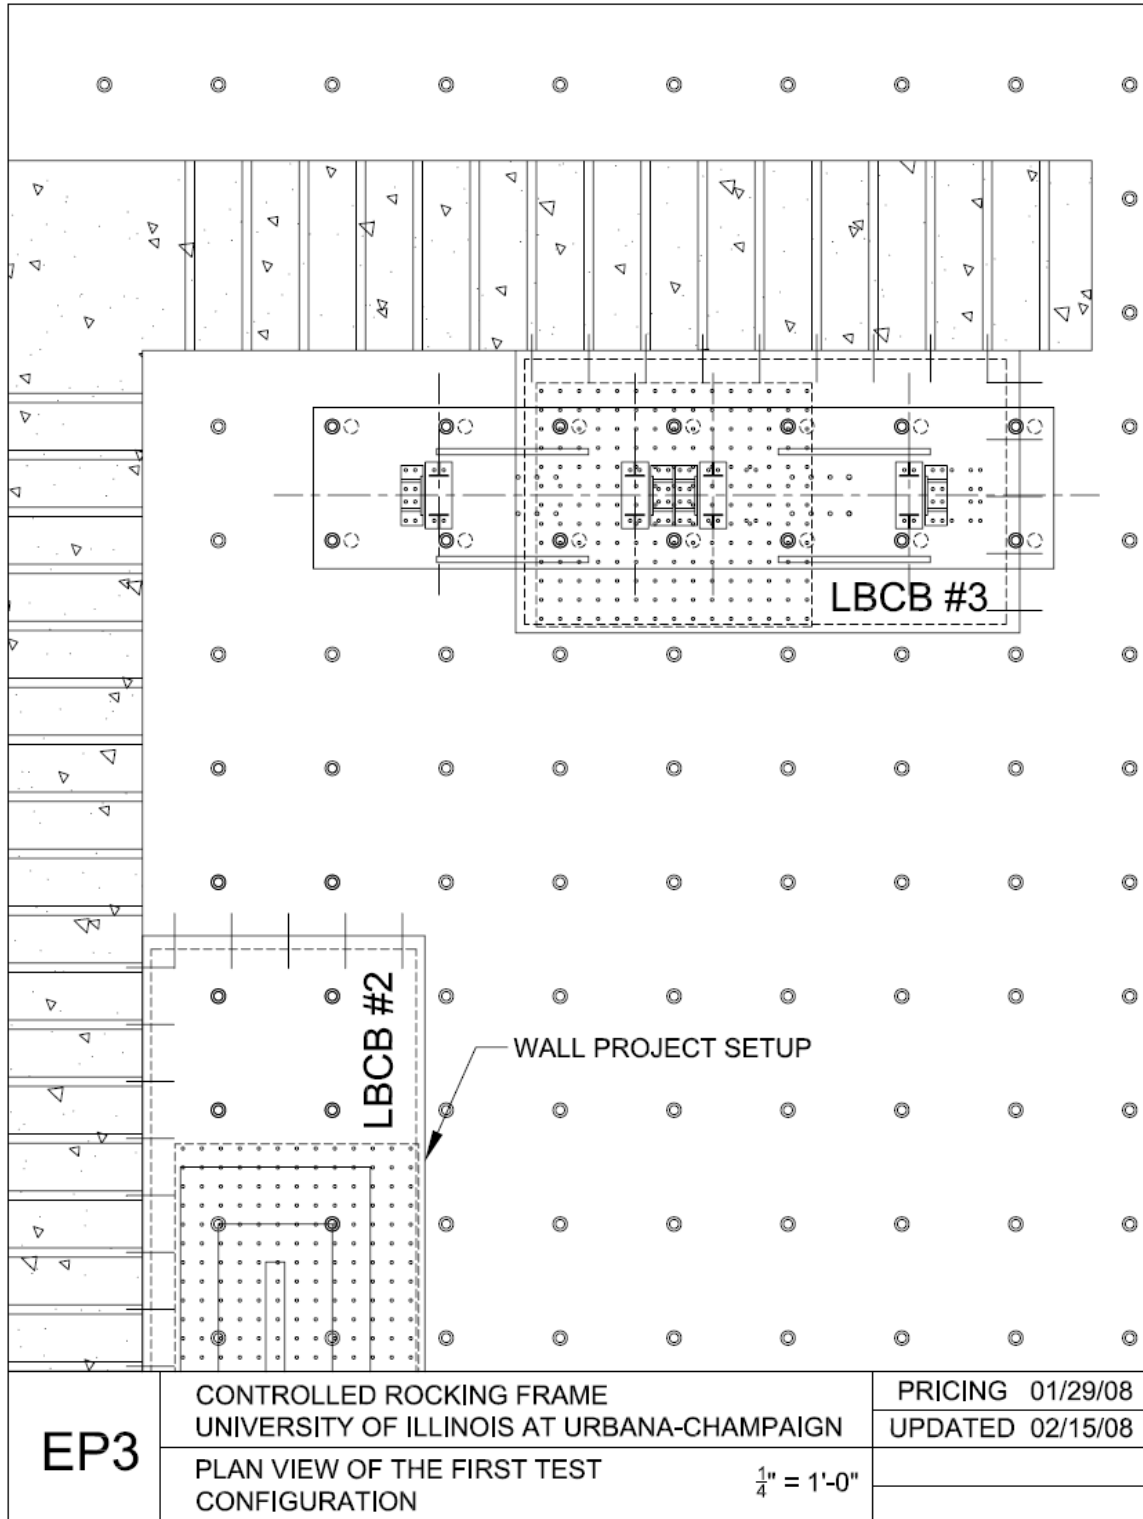 LBCB #3
LBCB #2
WALL PROJECT SETUP
EP3
CONTROLLED ROCKING FRAME
UNIVERSITY OF ILLINOIS AT URBANA-CHAMPAIGN
PLAN VIEW OF THE FIRST TEST
CONFIGURATION
1/4" = 1'-0"
PRICING 01/29/08
UPDATED 02/15/08